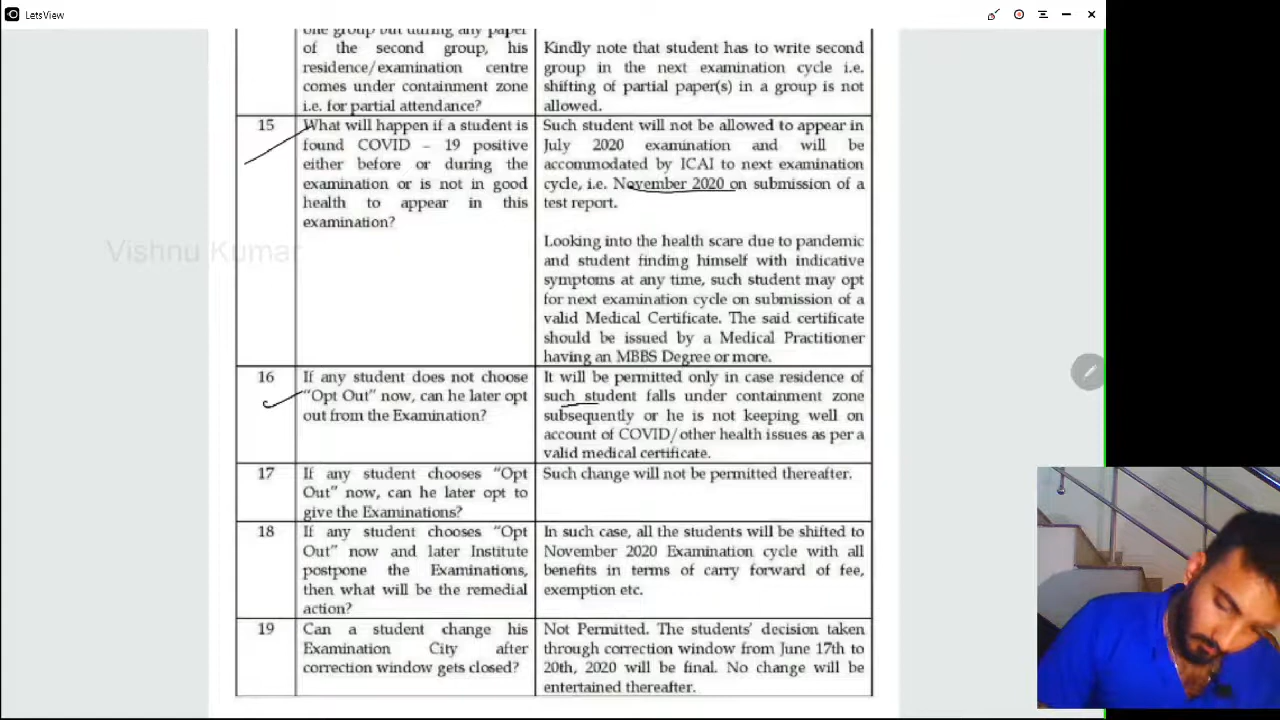 LetsView
one group but during any paper
of the second group, his
residence/examination centre
comes under containment zone
i.e. for partial attendance?
Kindly note that student has to write second
group in the next examination cycle i.e.
shifting of partial paper(s) in a group is not
allowed.
15
What will happen if a student is
found COVID – 19 positive
either before or during the
examination or is not in good
health to appear in this
examination?
Such student will not be allowed to appear in
July 2020 examination and will be
accommodated by ICAI to next examination
cycle, i.e. November 2020 on submission of a
test report.
Looking into the health scare due to pandemic
and student finding himself with indicative
symptoms at any time, such student may opt
for next examination cycle on submission of a
valid Medical Certificate. The said certificate
should be issued by a Medical Practitioner
having an MBBS Degree or more.
Vishnu Kumar
16
If any student does not choose
"Opt Out" now, can he later opt
out from the Examination?
It will be permitted only in case residence of
such student falls under containment zone
subsequently or he is not keeping well on
account of COVID/other health issues as per a
valid medical certificate.
17
If any student chooses "Opt
Out" now, can he later opt to
give the Examinations?
Such change will not be permitted thereafter.
18
If any student chooses "Opt
Out" now and later Institute
postpone the Examinations,
then what will be the remedial
action?
In such case, all the students will be shifted to
November 2020 Examination cycle with all
benefits in terms of carry forward of fee,
exemption etc.
19
Can a student change his
Examination City after
correction window gets closed?
Not Permitted. The students' decision taken
through correction window from June 17th to
20th, 2020 will be final. No change will be
entertained thereafter.